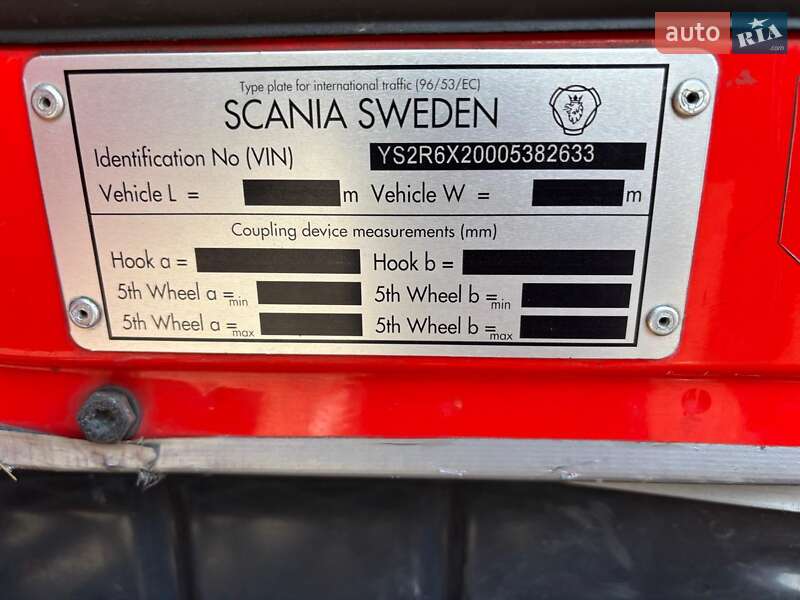 auto RIA.com
Type plate for international traffic (96/53/EC)
SCANIA SWEDEN
Identification No (VIN) YS2R6X20005382633
Vehicle L = m Vehicle W = m
Coupling device measurements (mm)
Hook a = Hook b =
5th Wheel a =min 5th Wheel b =min
5th Wheel a =max 5th Wheel b =max